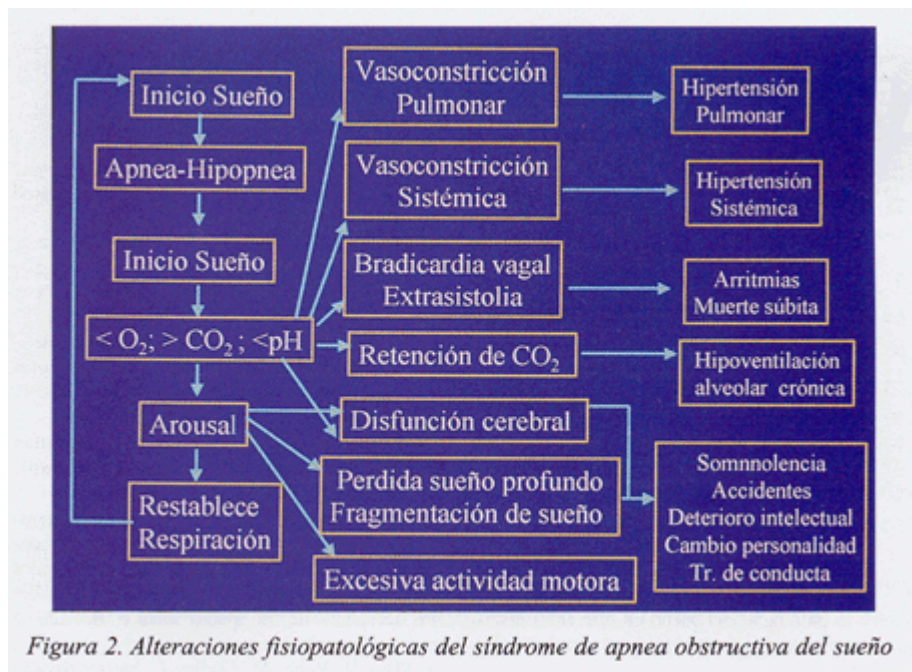 Inicio Sueño
Apnea-Hipopnea
Inicio Sueño
< O₂; > CO₂ ; <pH
Arousal
Restablece
Respiración
Vasoconstricción
Pulmonar
Vasoconstricción
Sistémica
Bradicardia vagal
Extrasistolia
Retención de CO₂
Disfunción cerebral
Perdida sueño profundo
Fragmentación de sueño
Excesiva actividad motora
Hipertensión
Pulmonar
Hipertensión
Sistémica
Arritmias
Muerte súbita
Hipoventilación
alveolar crónica
Somnnolencia
Accidentes
Deterioro intelectual
Cambio personalidad
Tr. de conducta
Figura 2. Alteraciones fisiopatológicas del síndrome de apnea obstructiva del sueño